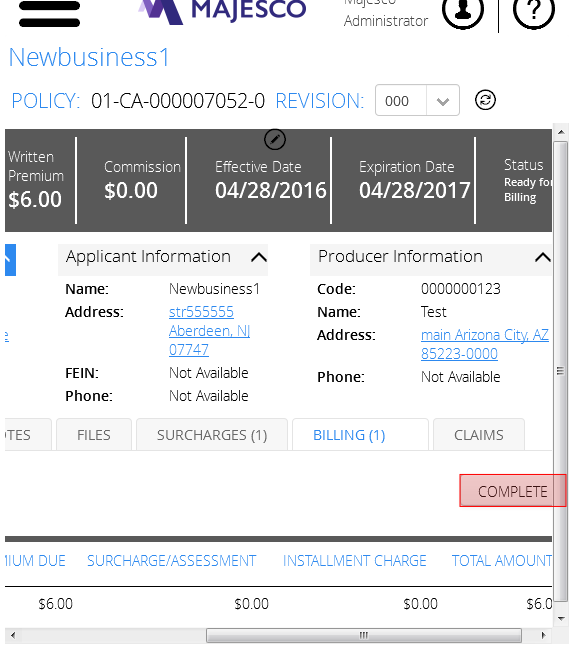 MAJESCO
Majesco
Administrator
?
Newbusiness1
POLICY: 01-CA-000007052-0 REVISION: 000
Written Premium $6.00
Commission $0.00
Effective Date 04/28/2016
Expiration Date 04/28/2017
Status Ready for Billing
Applicant Information
Name: Newbusiness1
Address: str555555
Aberdeen, NJ
07747
FEIN: Not Available
Phone: Not Available
Producer Information
Code: 0000000123
Name: Test
Address: main Arizona City, AZ
85223-0000
Phone: Not Available
OTES FILES SURCHARGES (1) BILLING (1) CLAIMS
COMPLETE
MIUM DUE SURCHARGE/ASSESSMENT INSTALLMENT CHARGE TOTAL AMOUNT
$6.00 $0.00 $0.00 $6.0